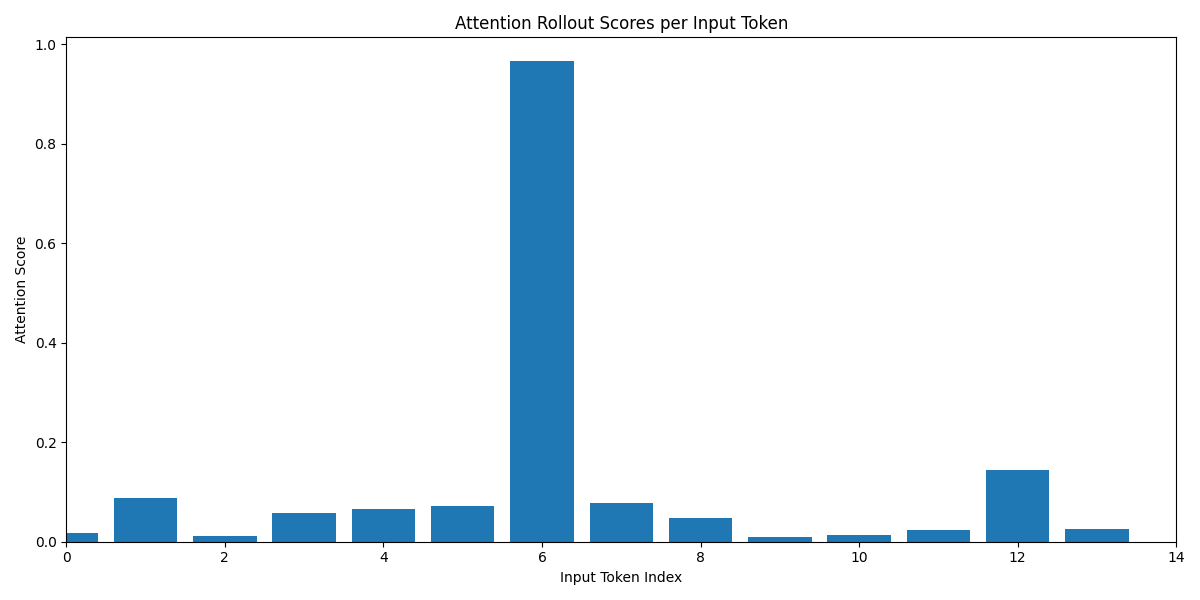 Attention Rollout Scores per Input Token
1.0
0.8
0.6
0.4
0.2
0.0
Attention Score
0 2 4 6 8 10 12 14
Input Token Index